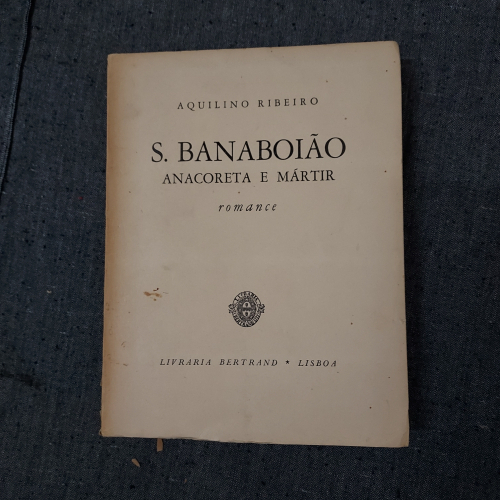 AQUILINO RIBEIRO
S. BANABOIÃO
ANACORETA E MÁRTIR
romance
LIVRARIA BERTRAND * LISBOA